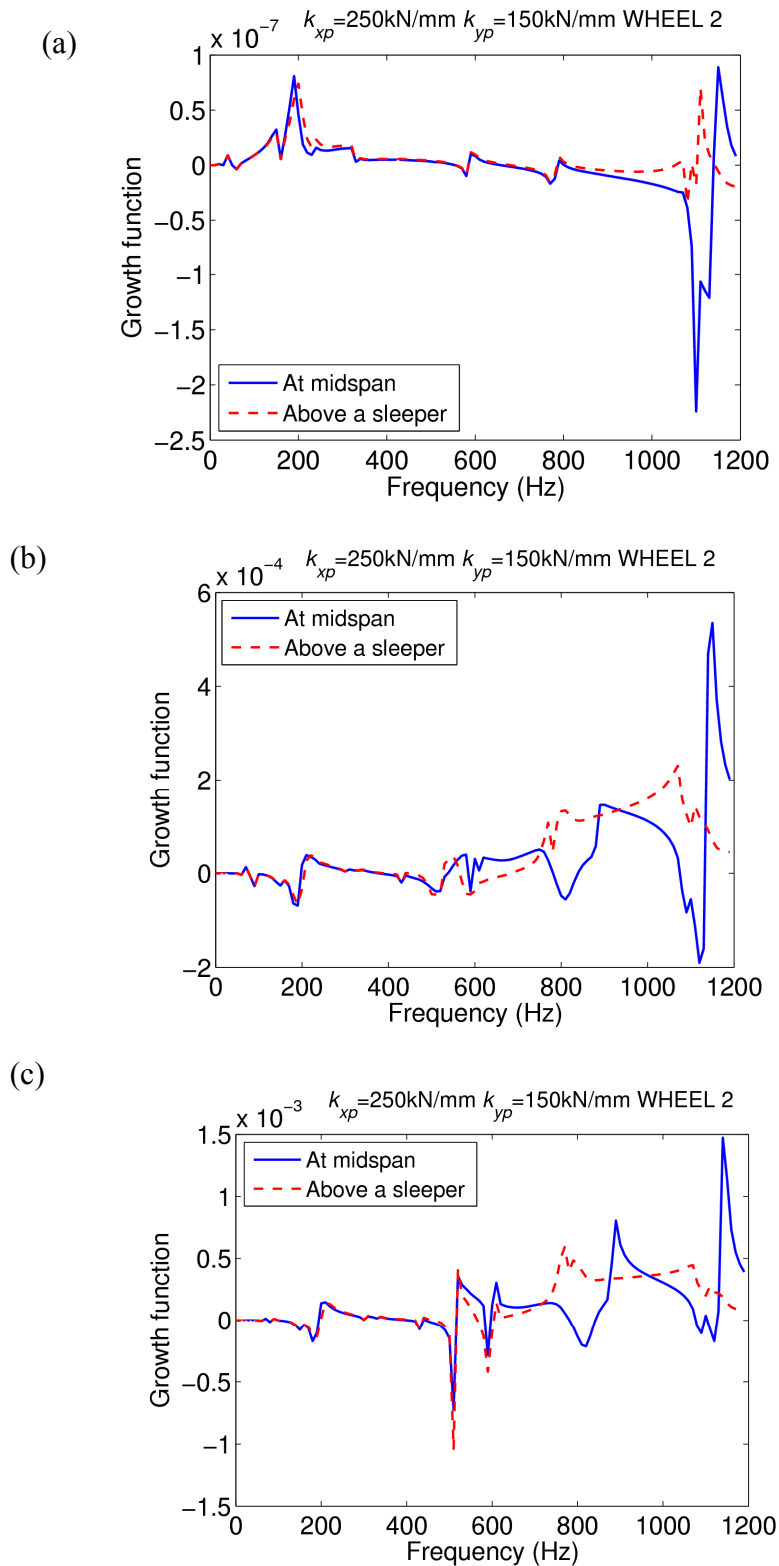 (a)
x 10⁻⁷
k_xp=250kN/mm k_yp=150kN/mm WHEEL 2
1
0.5
0
−0.5
−1
−1.5
−2
−2.5
Growth function
At midspan
Above a sleeper
0 200 400 600 800 1000 1200
Frequency (Hz)
(b)
x 10⁻⁴
k_xp=250kN/mm k_yp=150kN/mm WHEEL 2
6
4
2
0
−2
Growth function
At midspan
Above a sleeper
0 200 400 600 800 1000 1200
Frequency (Hz)
(c)
x 10⁻³
k_xp=250kN/mm k_yp=150kN/mm WHEEL 2
1.5
1
0.5
0
−0.5
−1
−1.5
Growth function
At midspan
Above a sleeper
0 200 400 600 800 1000 1200
Frequency (Hz)